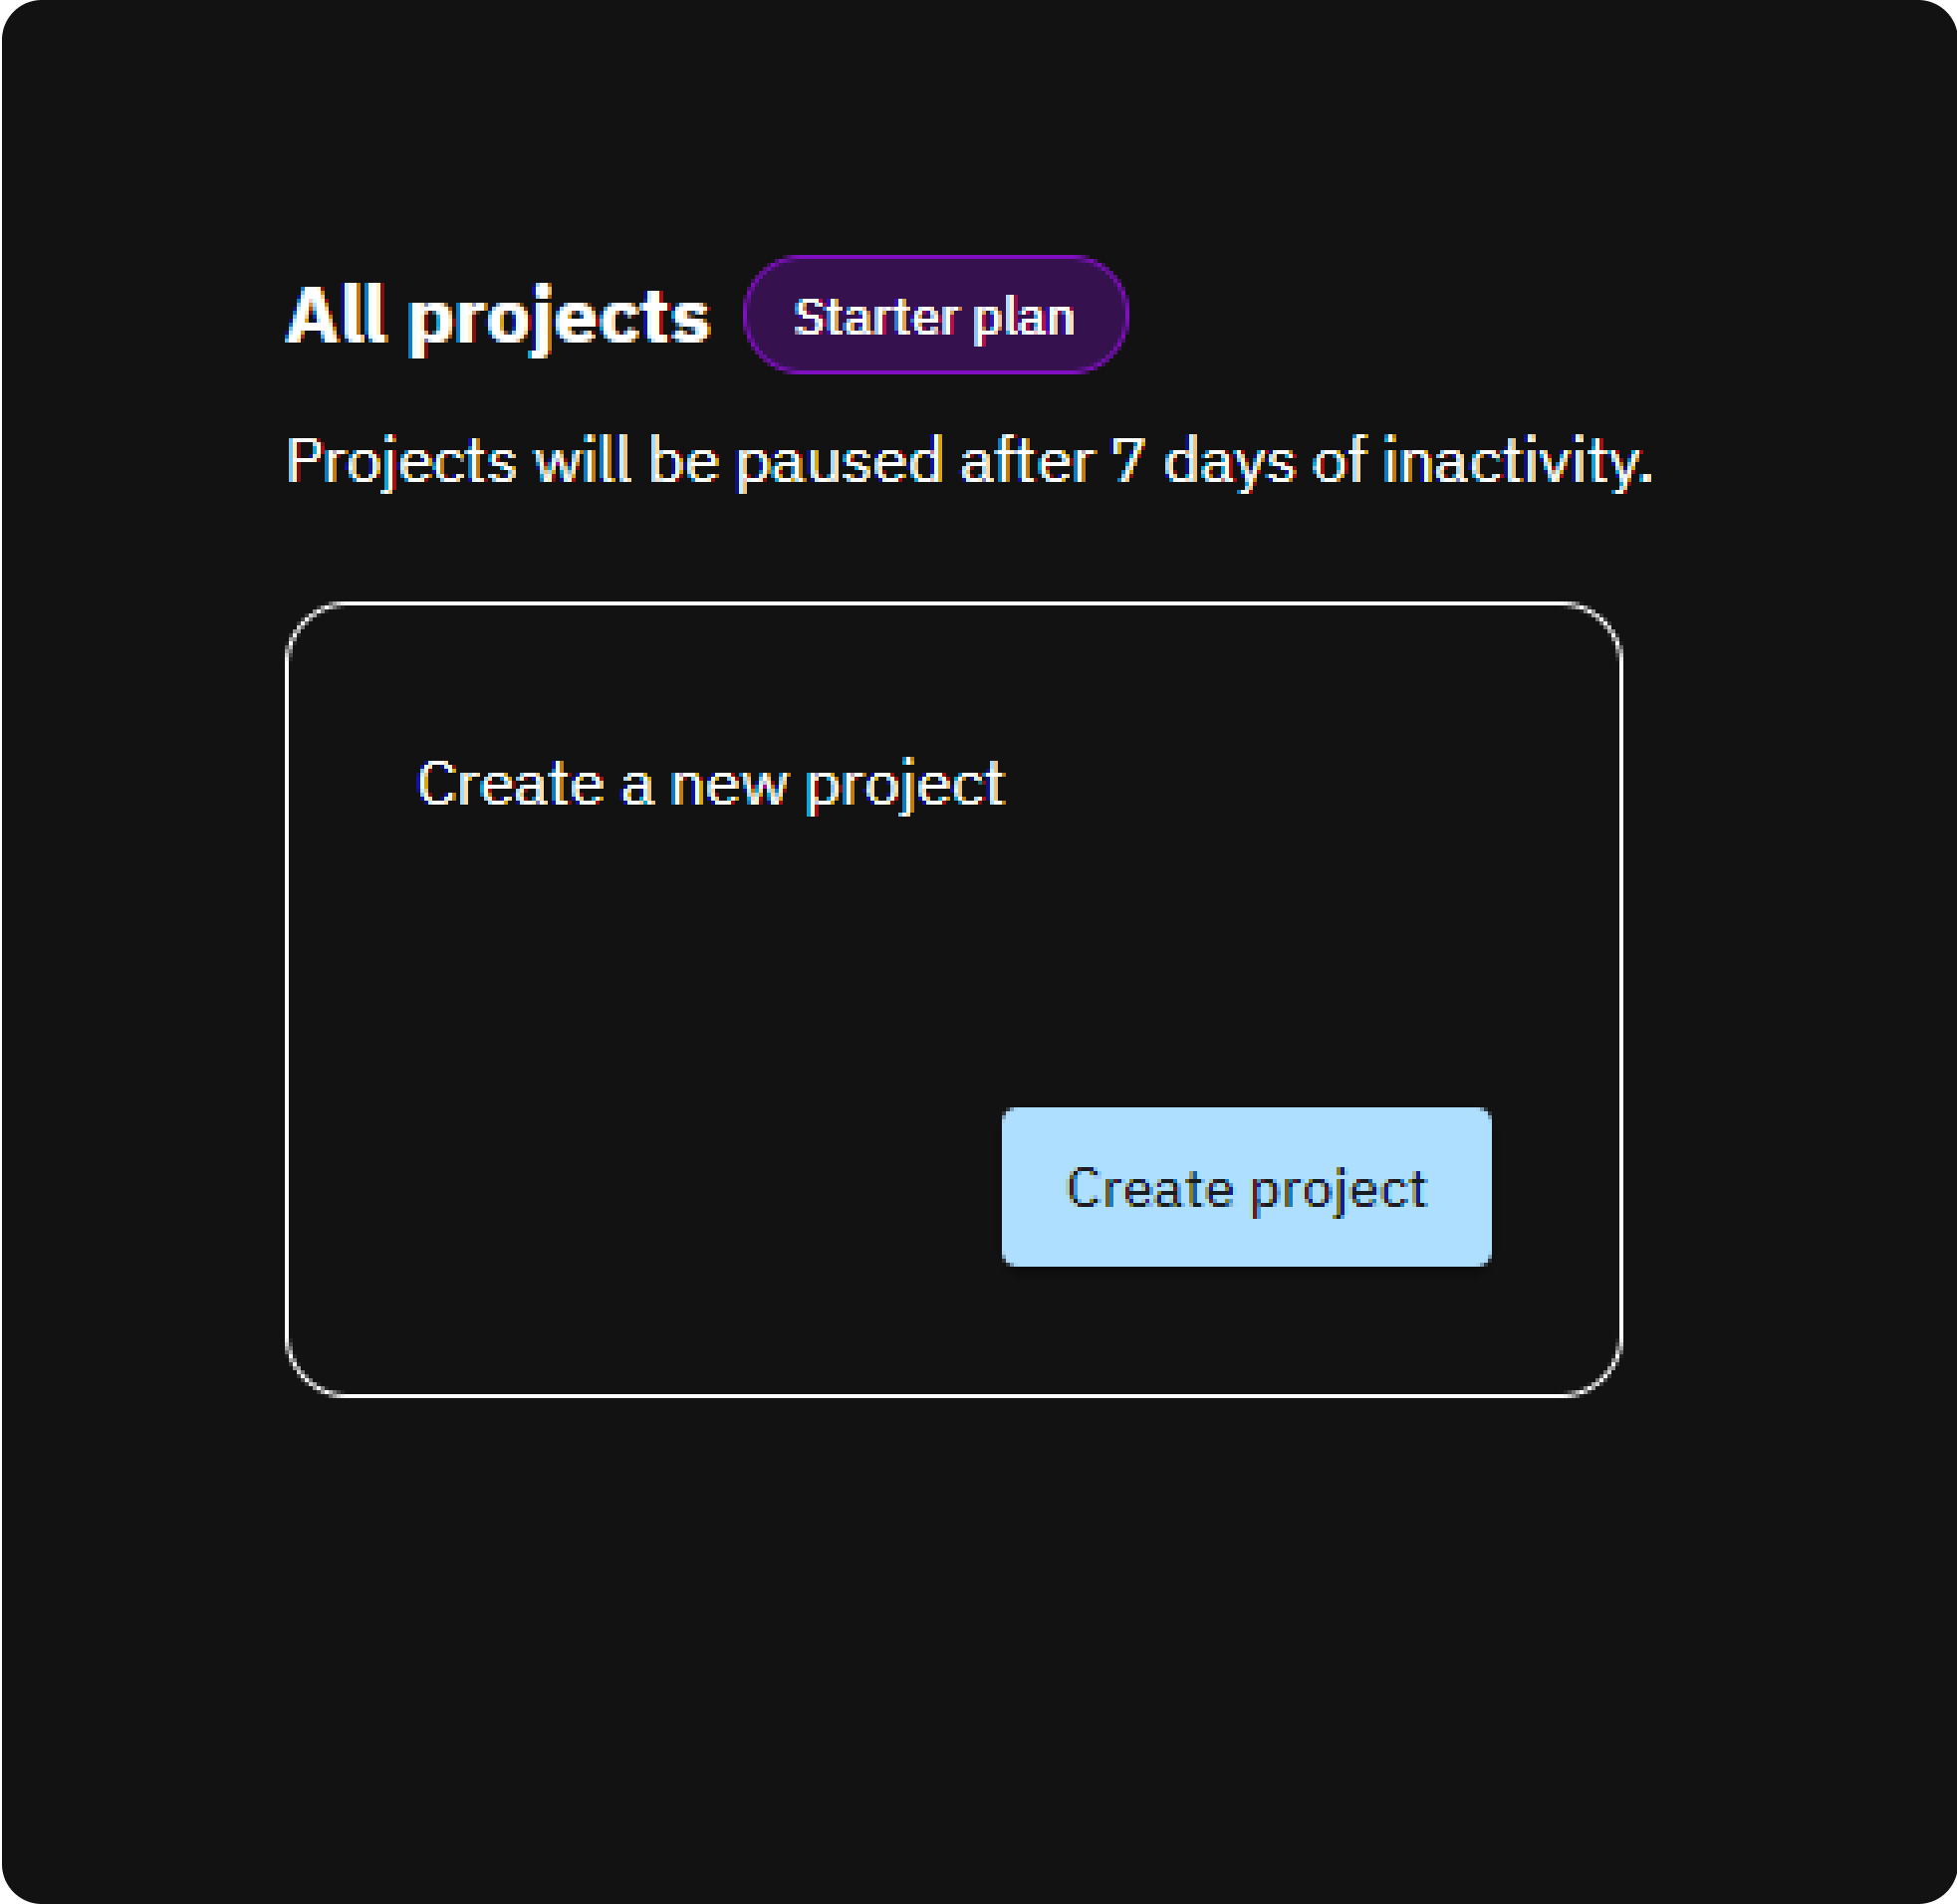 All projects Starter plan
Projects will be paused after 7 days of inactivity.
Create a new project
Create project